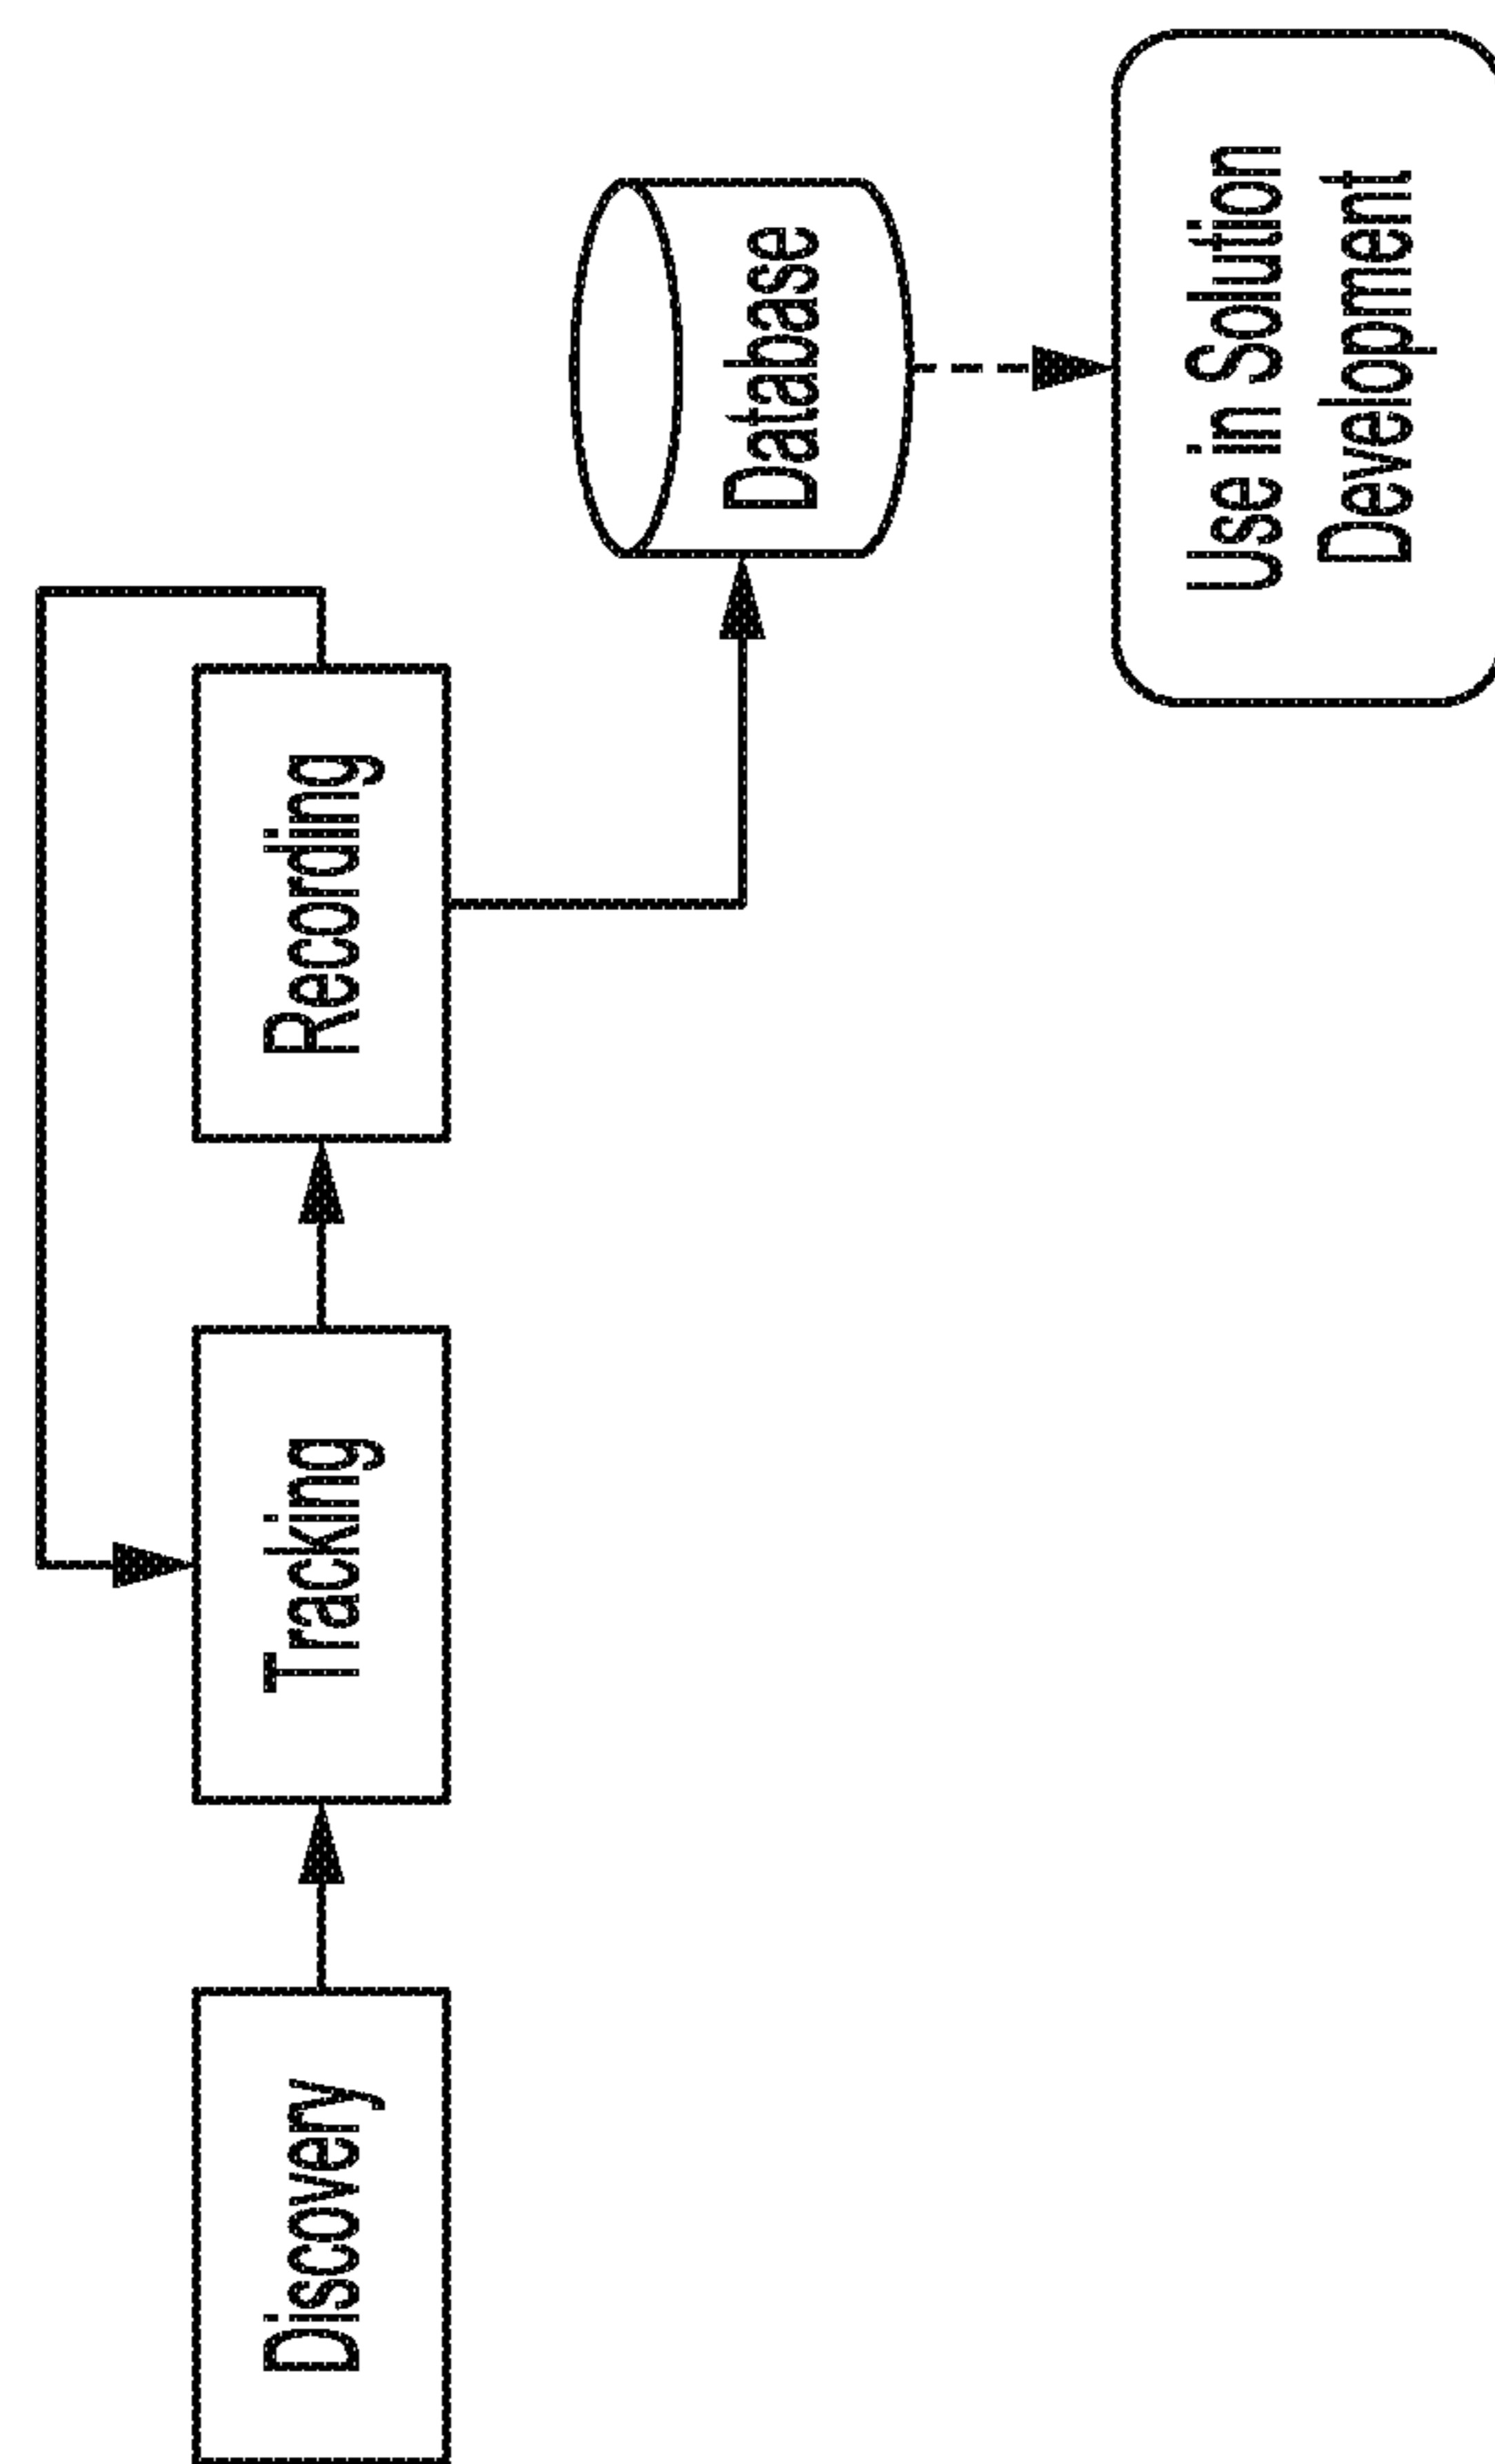 Discovery
Tracking
Recording
Database
Use in Solution
Development